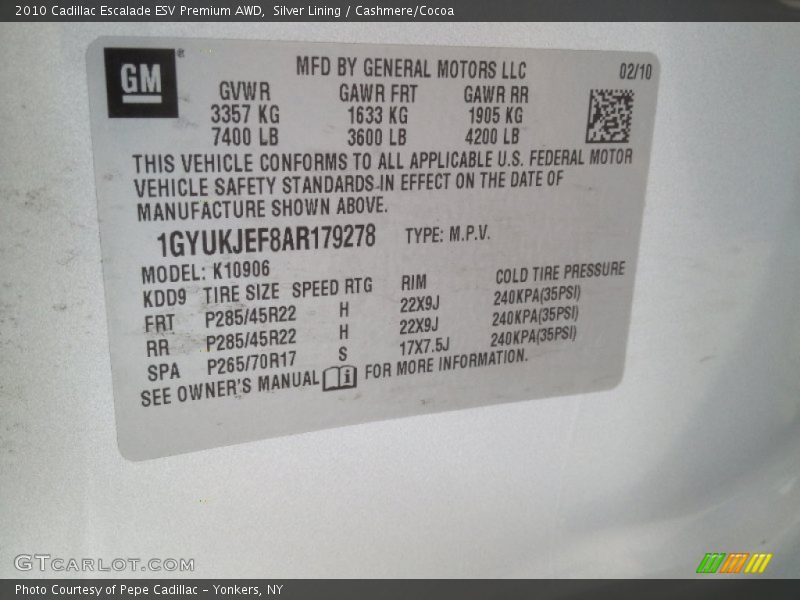 2010 Cadillac Escalade ESV Premium AWD,  Silver Lining / Cashmere/Cocoa
GM ®
MFD BY GENERAL MOTORS LLC 02/10
GVWR GAWR FRT GAWR RR
3357 KG 1633 KG 1905 KG
7400 LB 3600 LB 4200 LB
THIS VEHICLE CONFORMS TO ALL APPLICABLE U.S. FEDERAL MOTOR
VEHICLE SAFETY STANDARDS IN EFFECT ON THE DATE OF
MANUFACTURE SHOWN ABOVE.
1GYUKJEF8AR179278 TYPE: M.P.V.
MODEL: K10906
KDD9 TIRE SIZE SPEED RTG RIM COLD TIRE PRESSURE
FRT P285/45R22 H 22X9J 240KPA(35PSI)
RR P285/45R22 H 22X9J 240KPA(35PSI)
SPA P265/70R17 S 17X7.5J 240KPA(35PSI)
SEE OWNER'S MANUAL i FOR MORE INFORMATION.
GTCARLOT.COM
Photo Courtesy of Pepe Cadillac – Yonkers, NY